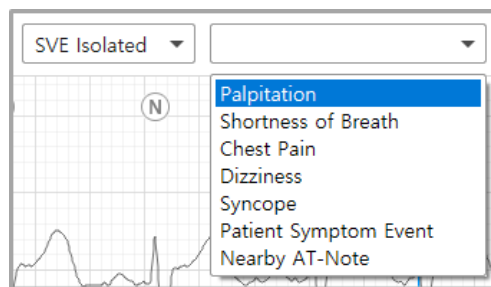 SVE Isolated
N
Palpitation
Shortness of Breath
Chest Pain
Dizziness
Syncope
Patient Symptom Event
Nearby AT-Note